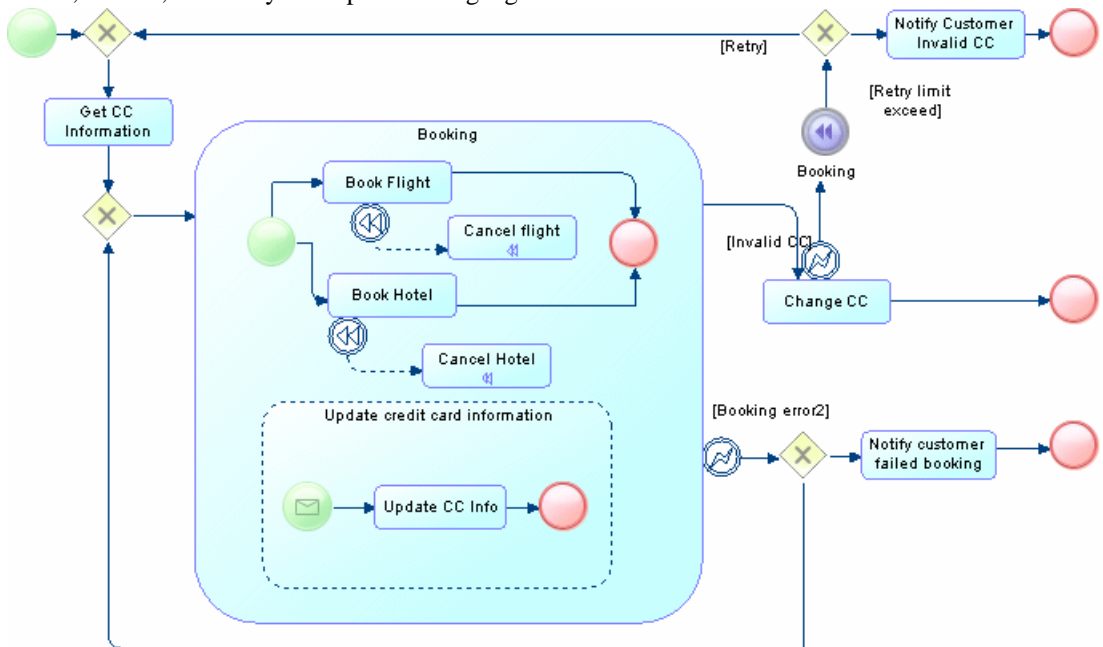 Notify Customer
Invalid CC
[Retry]
[Retry limit
exceed]
Get CC
Information
Booking
Booking
Book Flight
Cancel flight
[Invalid CC]
Book Hotel
Change CC
Cancel Hotel
Update credit card information
[Booking error2]
Notify customer
failed booking
Update CC Info